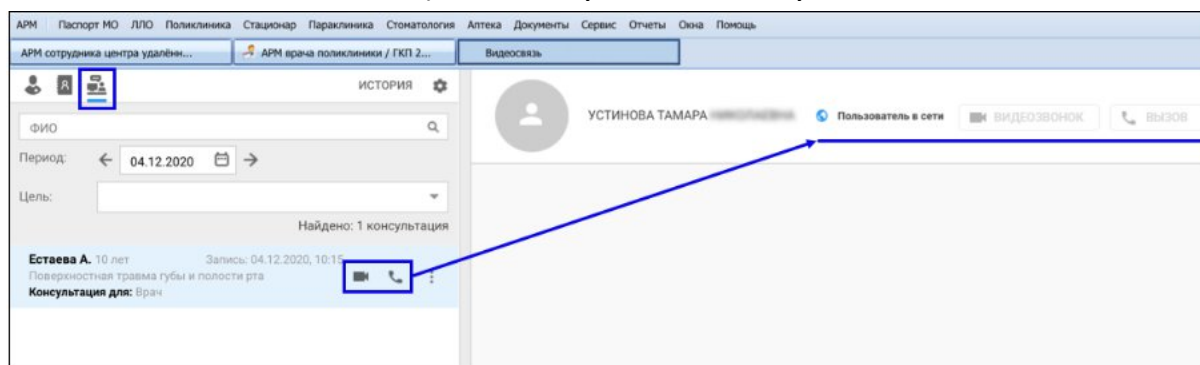 АРМ Паспорт МО ЛЛО Поликлиника Стационар Параклиника Стоматология Аптека Документы Сервис Отчеты Окна Помощь
АРМ сотрудника центра удалённ... АРМ врача поликлиники / ГКП 2... Видеосвязь
ИСТОРИЯ
ФИО
УСТИНОВА ТАМАРА Пользователь в сети ВИДЕОЗВОНОК ВЫЗОВ
Период: 04.12.2020
Цель:
Найдено: 1 консультация
Естаева А. 10 лет Запись: 04.12.2020, 10:15
Поверхностная травма губы и полости рта
Консультация для: Врач